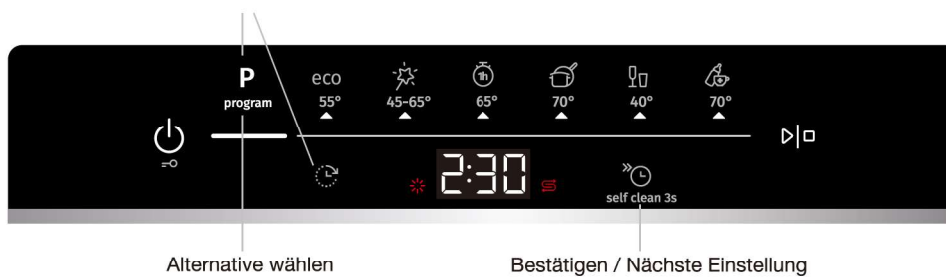 P
program
eco
55°
45-65°
1h
65°
70°
40°
70°
2:30
self clean 3s
Alternative wählen
Bestätigen / Nächste Einstellung